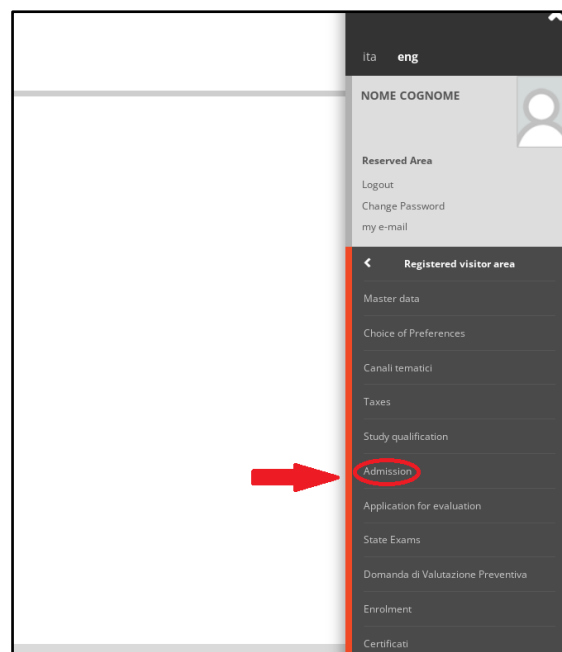 ita eng
NOME COGNOME
Reserved Area
Logout
Change Password
my e-mail
Registered visitor area
Master data
Choice of Preferences
Canali tematici
Taxes
Study qualification
Admission
Application for evaluation
State Exams
Domanda di Valutazione Preventiva
Enrolment
Certificati